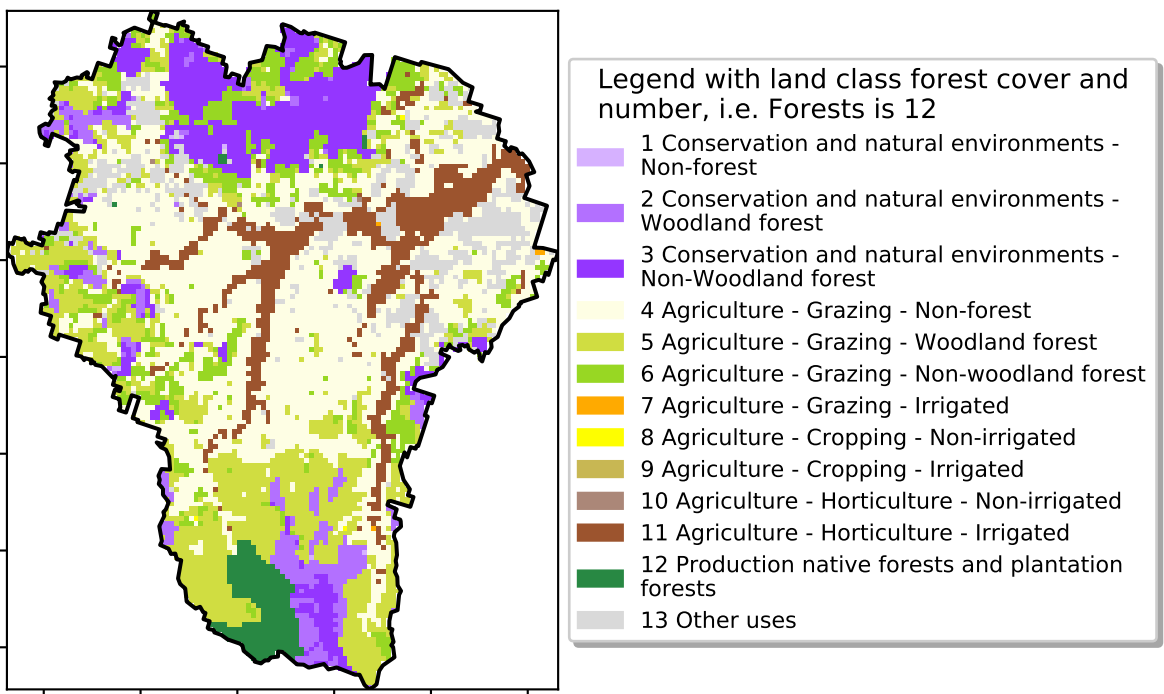 Legend with land class forest cover and
number, i.e. Forests is 12
1 Conservation and natural environments -
Non-forest
2 Conservation and natural environments -
Woodland forest
3 Conservation and natural environments -
Non-Woodland forest
4 Agriculture - Grazing - Non-forest
5 Agriculture - Grazing - Woodland forest
6 Agriculture - Grazing - Non-woodland forest
7 Agriculture - Grazing - Irrigated
8 Agriculture - Cropping - Non-irrigated
9 Agriculture - Cropping - Irrigated
10 Agriculture - Horticulture - Non-irrigated
11 Agriculture - Horticulture - Irrigated
12 Production native forests and plantation
forests
13 Other uses